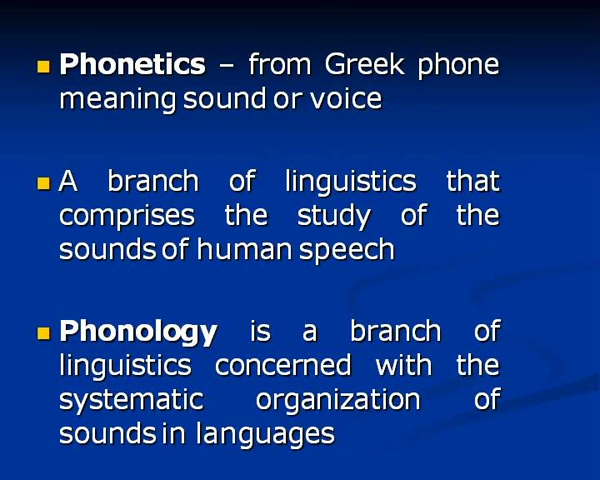 Phonetics – from Greek phone
meaning sound or voice
A branch of linguistics that
comprises the study of the
sounds of human speech
Phonology is a branch of
linguistics concerned with the
systematic organization of
sounds in languages